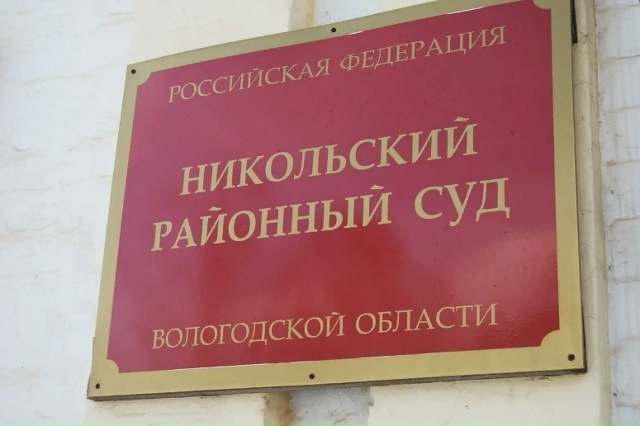 РОССИЙСКАЯ ФЕДЕРАЦИЯ
НИКОЛЬСКИЙ
РАЙОННЫЙ СУД
ВОЛОГОДСКОЙ ОБЛАСТИ